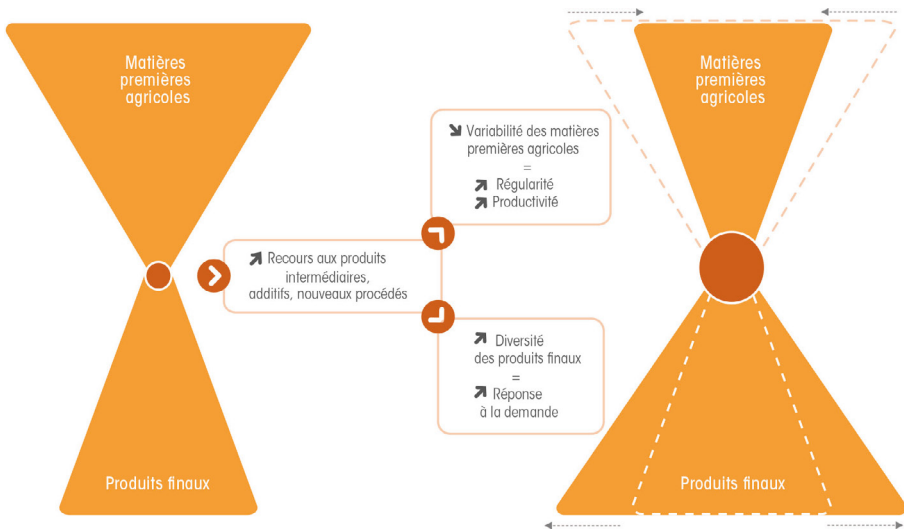 Matières
premières
agricoles
Produits finaux
↗ Recours aux produits
intermédiaires,
additifs, nouveaux procédés
↘ Variabilité des matières
premières agricoles
=
↗ Régularité
↗ Productivité
↗ Diversité
des produits finaux
=
↗ Réponse
à la demande
Matières
premières
agricoles
Produits finaux